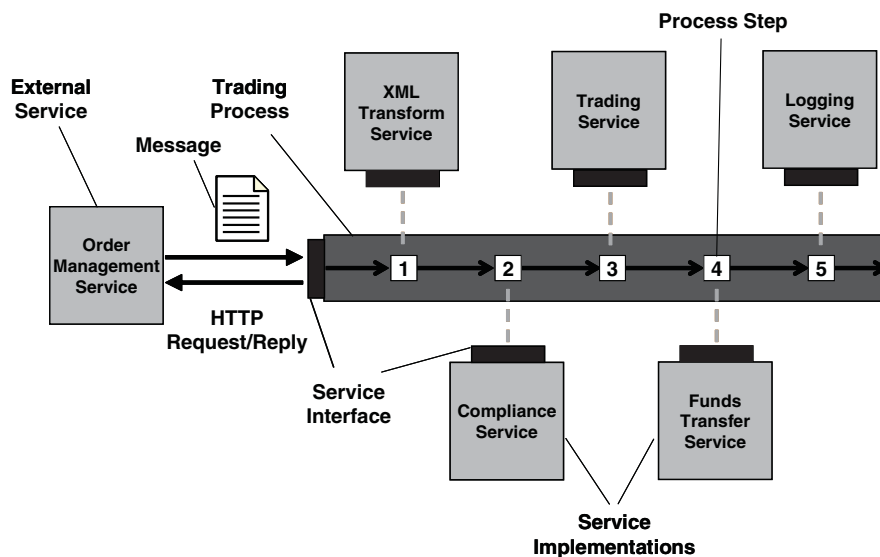 Process Step
External
Service
Trading
Process
XML
Transform
Service
Trading
Service
Logging
Service
Message
Order
Management
Service
1
2
3
4
5
HTTP
Request/Reply
Service
Interface
Compliance
Service
Funds
Transfer
Service
Service
Implementations